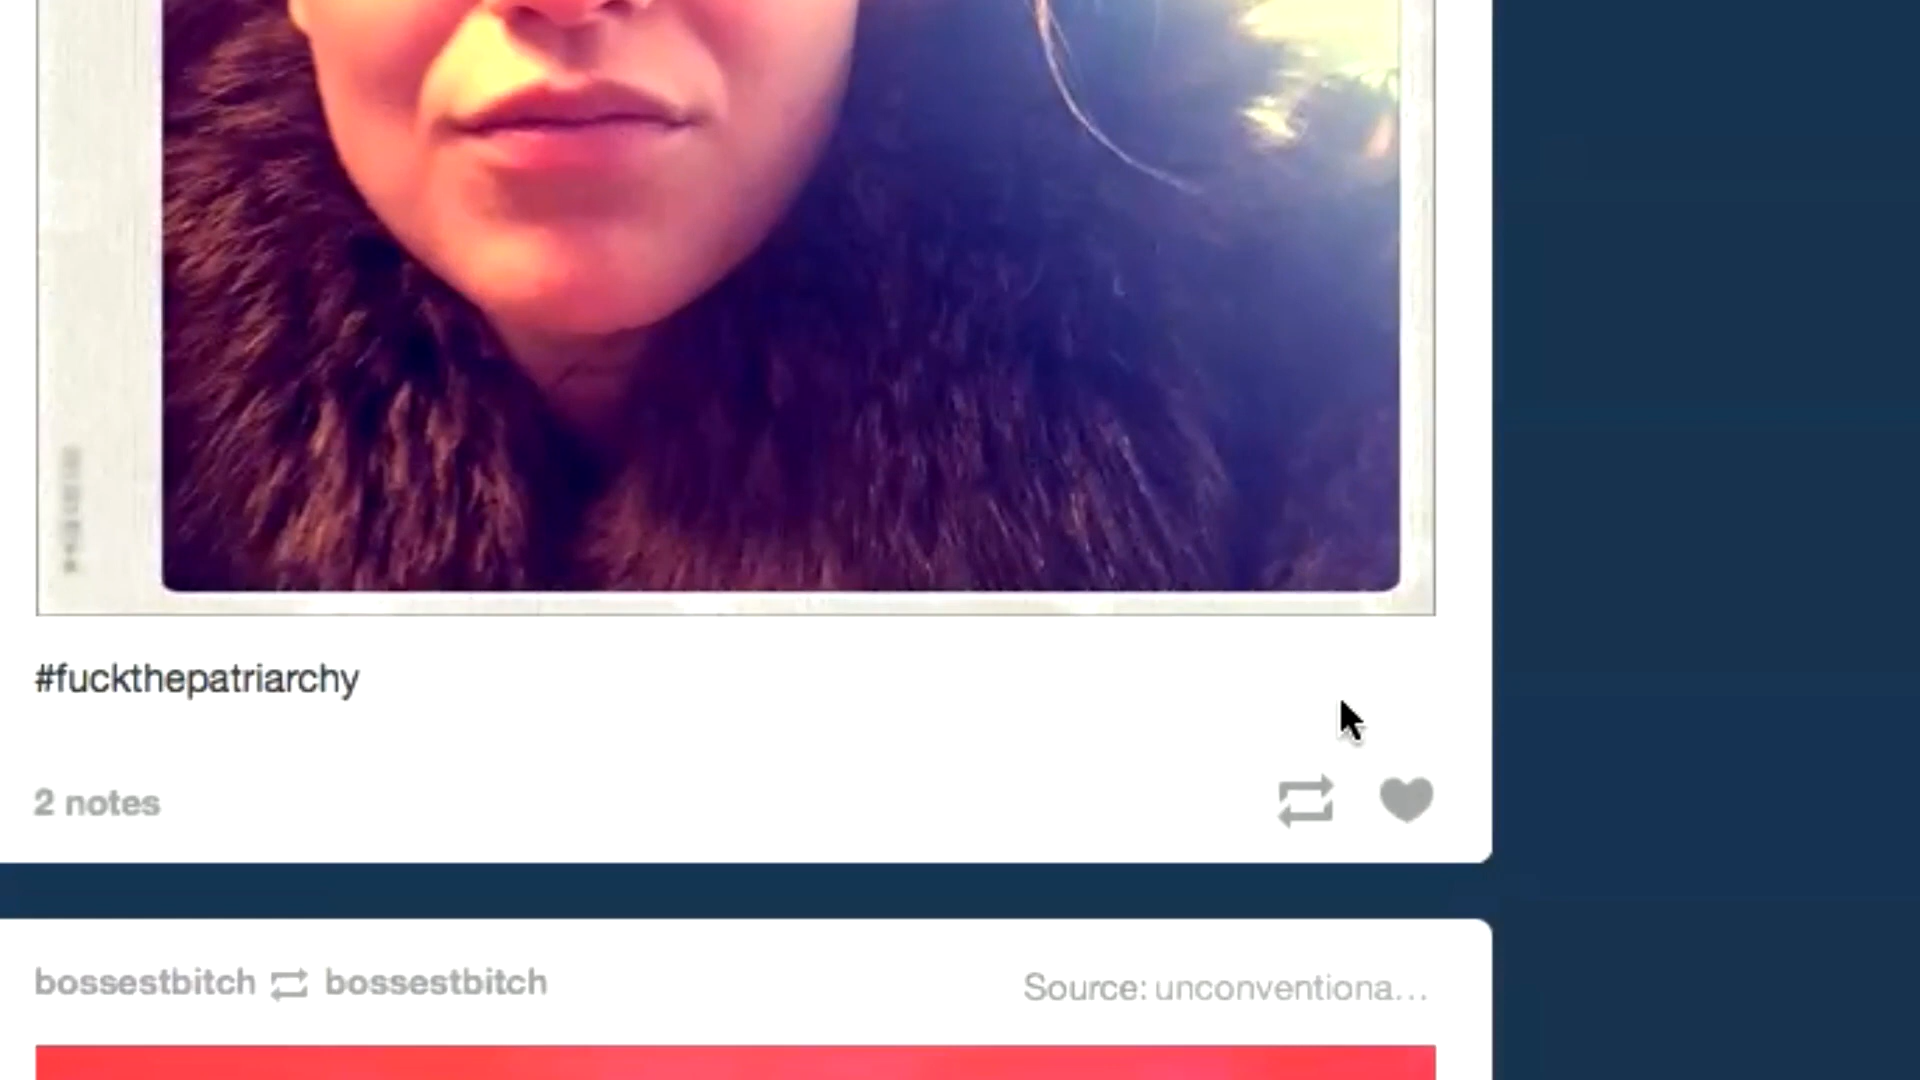 #fuckthepatriarchy
2 notes
bossestbitch bossestbitch
Source: unconventiona...